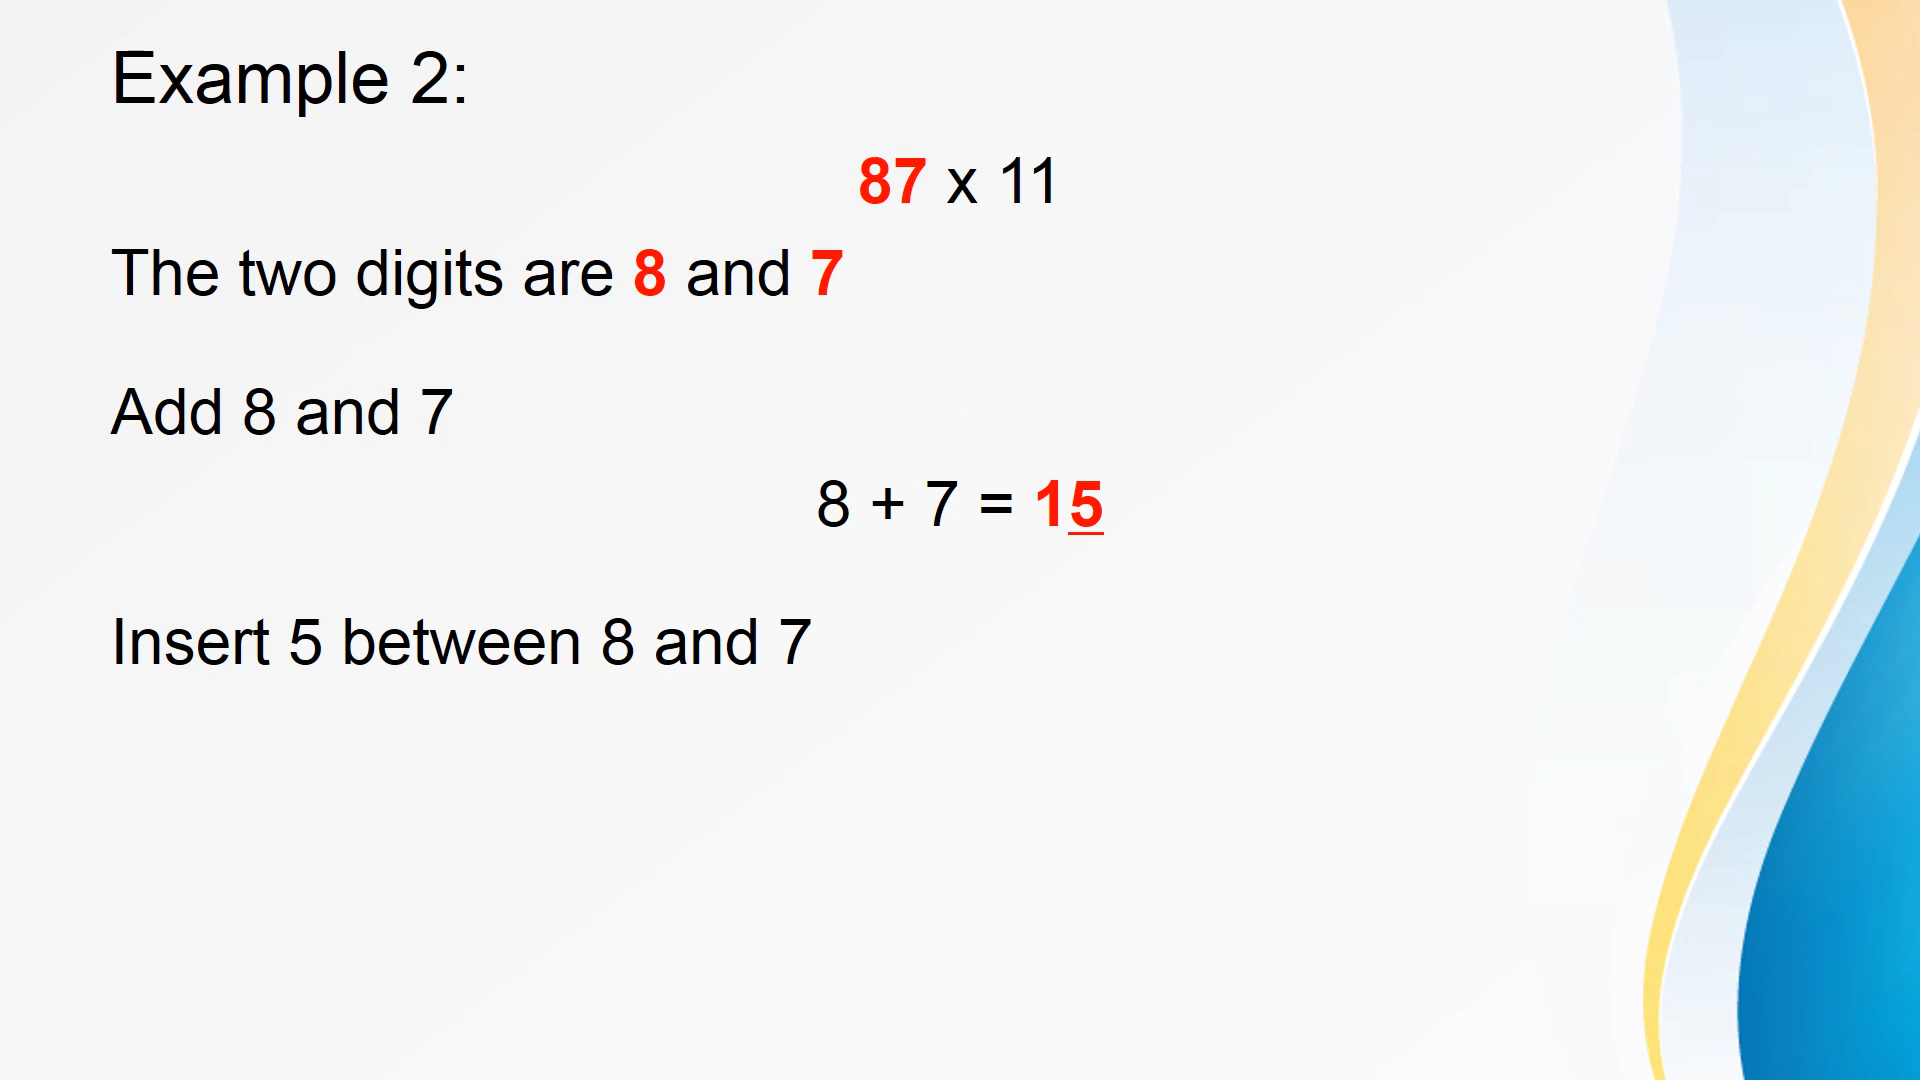 Example 2:
87 x 11
The two digits are 8 and 7
Add 8 and 7
8 + 7 = 15
Insert 5 between 8 and 7